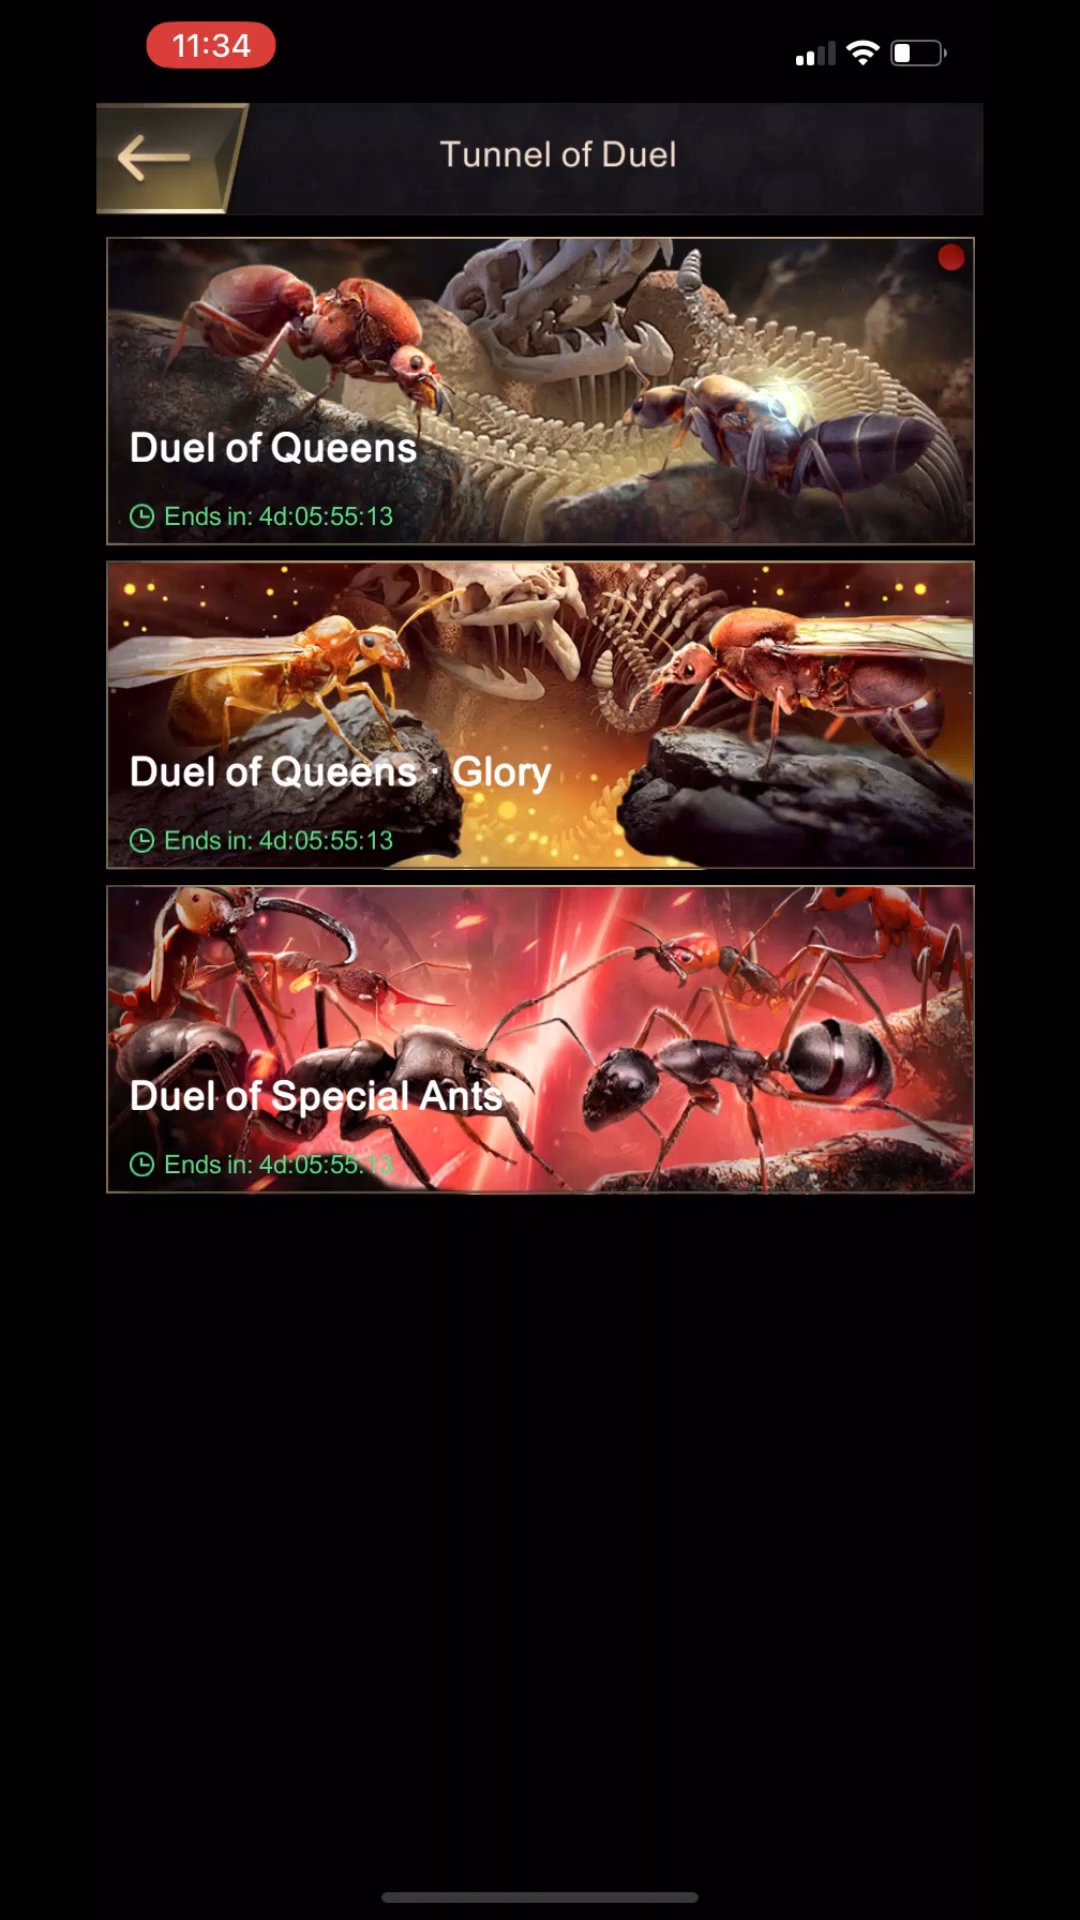 11:34
Tunnel of Duel
Duel of Queens
Ends in: 4d:05:55:13
Duel of Queens · Glory
Ends in: 4d:05:55:13
Duel of Special Ants
Ends in: 4d:05:55:13